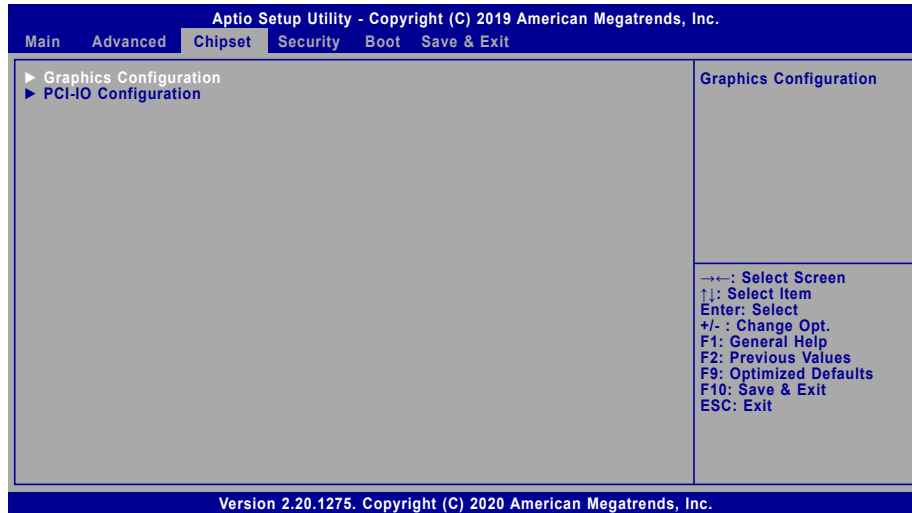 Aptio Setup Utility - Copyright (C) 2019 American Megatrends, Inc.
Main Advanced Chipset Security Boot Save & Exit
► Graphics Configuration
► PCI-IO Configuration
Graphics Configuration
→←: Select Screen
↑↓: Select Item
Enter: Select
+/- : Change Opt.
F1: General Help
F2: Previous Values
F9: Optimized Defaults
F10: Save & Exit
ESC: Exit
Version 2.20.1275. Copyright (C) 2020 American Megatrends, Inc.